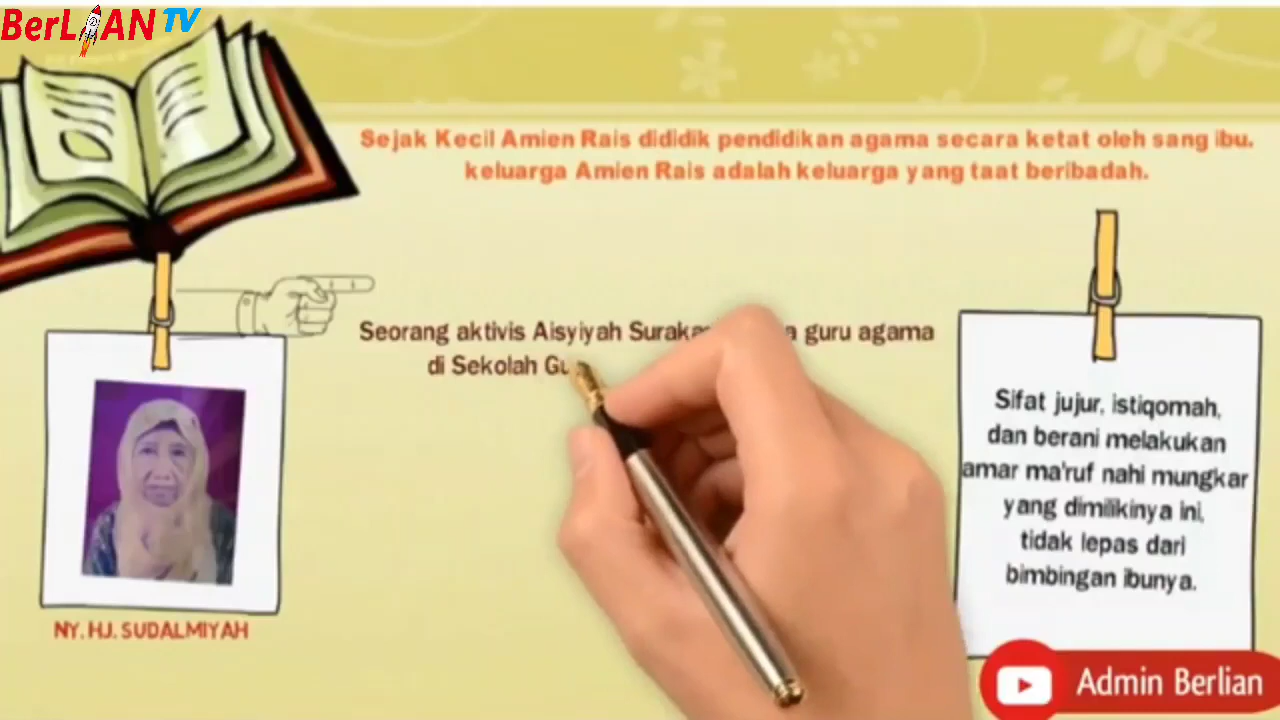 BerLIAN TV
Sejak Kecil Amien Rais dididik pendidikan agama secara ketat oleh sang ibu.
keluarga Amien Rais adalah keluarga yang taat beribadah.
Seorang aktivis Aisyiyah guru agama
di Sekolah
Sifat jujur, istiqomah,
dan berani melakukan
amar ma'ruf nahi mungkar
yang dimilikinya ini,
tidak lepas dari
bimbingan ibunya.
NY. HJ. SUDALMIYAH
Admin Berlian